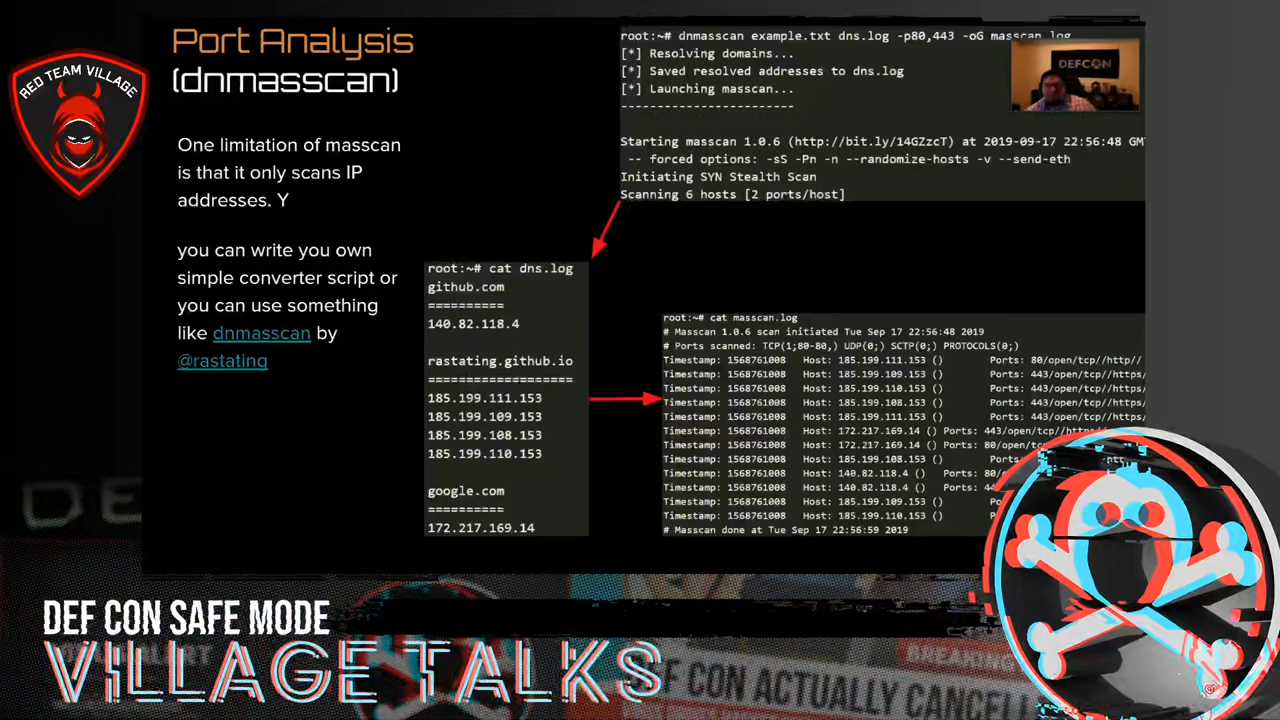 RED TEAM VILLAGE
Port Analysis
(dnmasscan)
One limitation of masscan
is that it only scans IP
addresses. Y
you can write you own
simple converter script or
you can use something
like dnmasscan by
@rastating
root:~# dnmasscan example.txt dns.log -p80,443 -oG masscan.log
[*] Resolving domains...
[*] Saved resolved addresses to dns.log
[*] Launching masscan...
-----------------------
Starting masscan 1.0.6 (http://bit.ly/14GZzcT) at 2019-09-17 22:56:48 GM
-- forced options: -sS -Pn -n --randomize-hosts -v --send-eth
Initiating SYN Stealth Scan
Scanning 6 hosts [2 ports/host]
DEFCON
root:~# cat dns.log
github.com
==========
140.82.118.4
rastating.github.io
===================
185.199.111.153
185.199.109.153
185.199.108.153
185.199.110.153
google.com
==========
172.217.169.14
root:~# cat masscan.log
# Masscan 1.0.6 scan initiated Tue Sep 17 22:56:48 2019
# Ports scanned: TCP(1;80-80,) UDP(0;) SCTP(0;) PROTOCOLS(0;)
Timestamp: 1568761008 Host: 185.199.111.153 () Ports: 80/open/tcp//http//
Timestamp: 1568761008 Host: 185.199.109.153 () Ports: 443/open/tcp//https/
Timestamp: 1568761008 Host: 185.199.110.153 () Ports: 443/open/tcp//https/
Timestamp: 1568761008 Host: 185.199.108.153 () Ports: 443/open/tcp//https/
Timestamp: 1568761008 Host: 185.199.111.153 () Ports: 443/open/tcp//https/
Timestamp: 1568761008 Host: 172.217.169.14 () Ports: 443/open/tcp//https/
Timestamp: 1568761008 Host: 172.217.169.14 () Ports: 80/open/tcp//http/
Timestamp: 1568761008 Host: 185.199.108.153 () Ports:
Timestamp: 1568761008 Host: 140.82.118.4 () Ports: 80/
Timestamp: 1568761008 Host: 140.82.118.4 () Ports: 44
Timestamp: 1568761008 Host: 185.199.109.153 ()
Timestamp: 1568761008 Host: 185.199.110.153 ()
# Masscan done at Tue Sep 17 22:56:59 2019
DEF CON SAFE MODE
VILLAGE TALKS
BREAKING
DEF CON ACTUALLY CANCEL